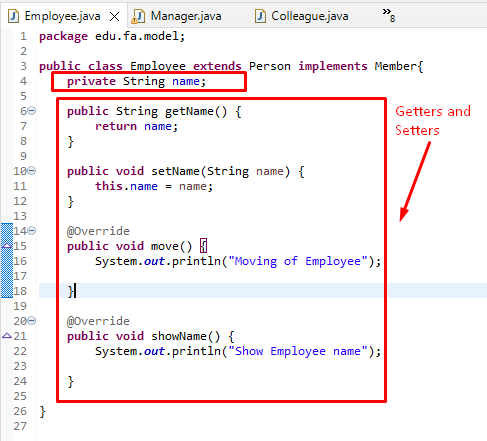 Employee.java Manager.java Colleague.java »8
1 package edu.fa.model;
2
3 public class Employee extends Person implements Member{
4 private String name;
5
6 public String getName() {
7 return name;
8 }
9
10 public void setName(String name) {
11 this.name = name;
12 }
13
14 @Override
15 public void move() {
16 System.out.println("Moving of Employee");
17
18 }
19
20 @Override
21 public void showName() {
22 System.out.println("Show Employee name");
23
24 }
25
26 }
27
Getters and
Setters